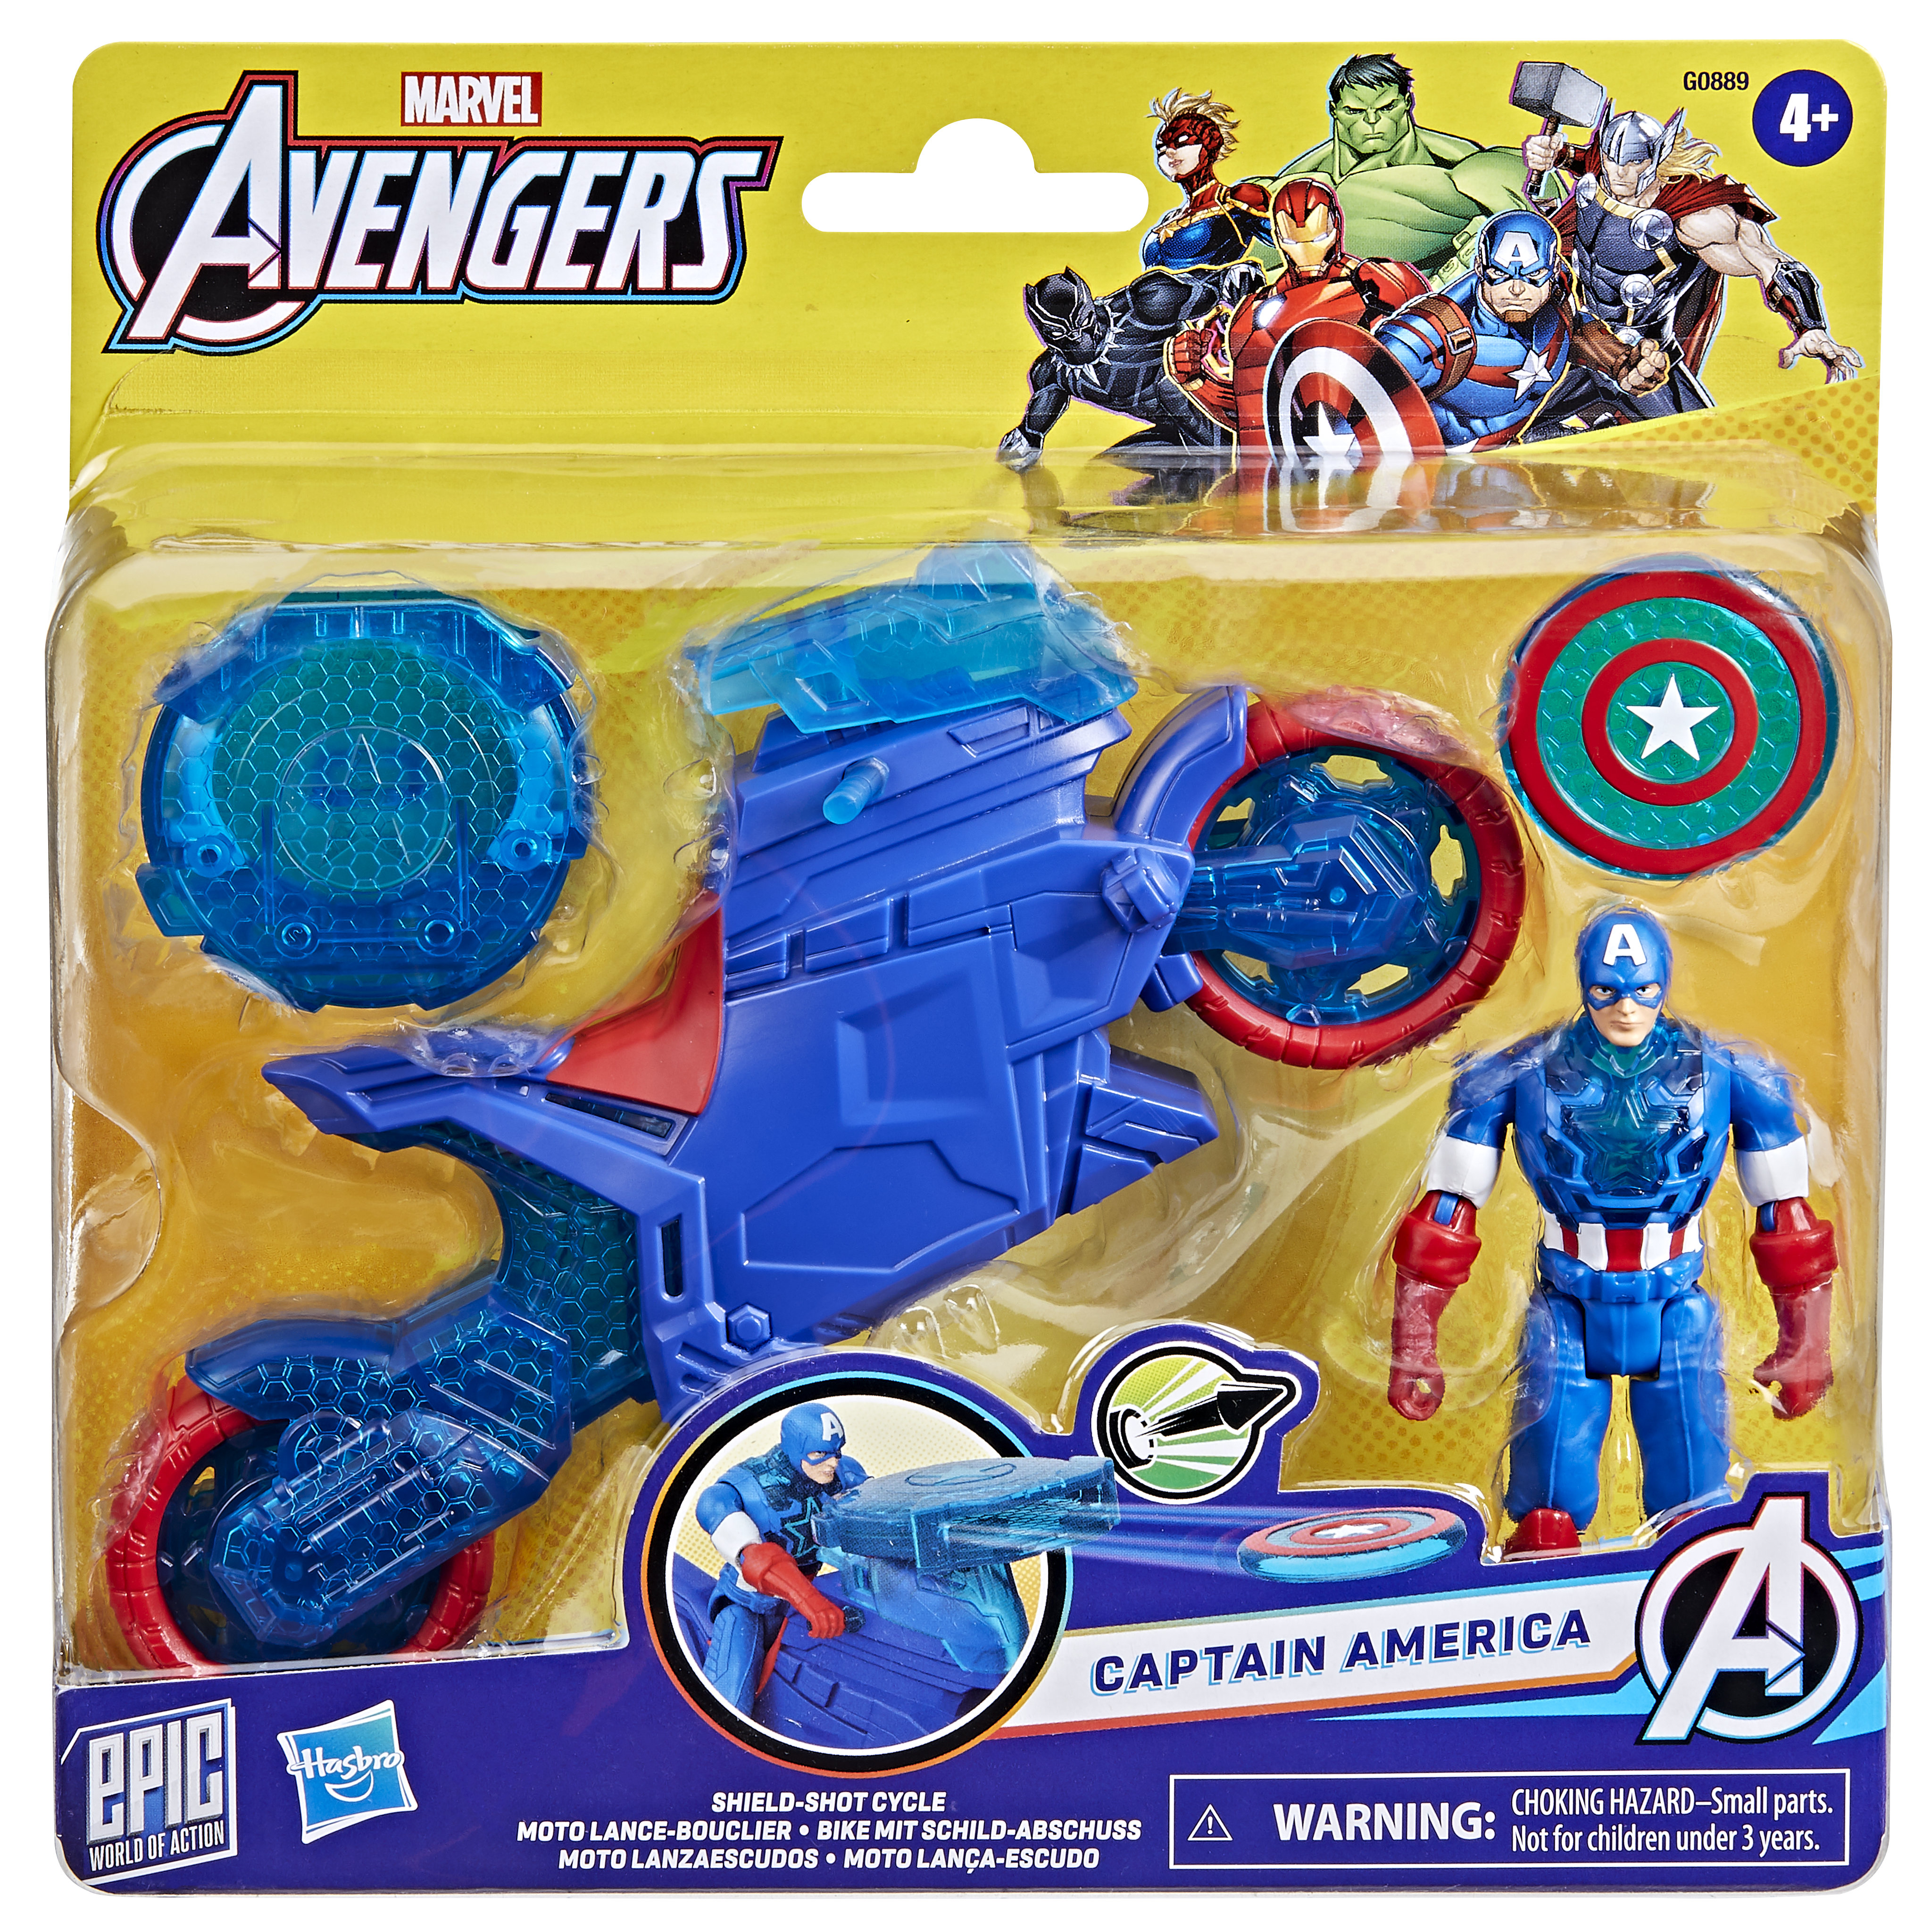 MARVEL
AVENGERS
G0889
4+
A
A
A
CAPTAIN AMERICA
A
EPIC
WORLD OF ACTION
Hasbro
SHIELD-SHOT CYCLE
MOTO LANCE-BOUCLIER • BIKE MIT SCHILD-ABSCHUSS
MOTO LANZAESCUDOS • MOTO LANÇA-ESCUDO
WARNING:
CHOKING HAZARD–Small parts.
Not for children under 3 years.